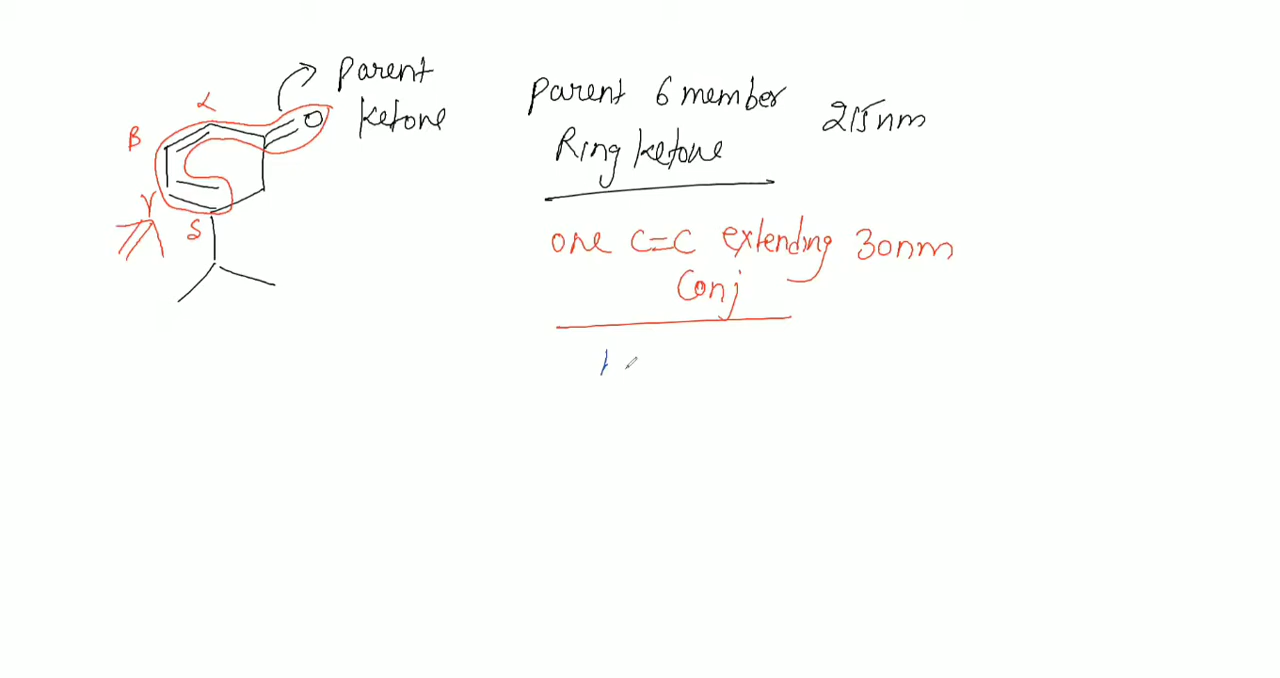 Parent
ketone
O
L
B
r
S
Parent 6 member
Ring ketone
215nm
one C=C extending 30nm
Conj